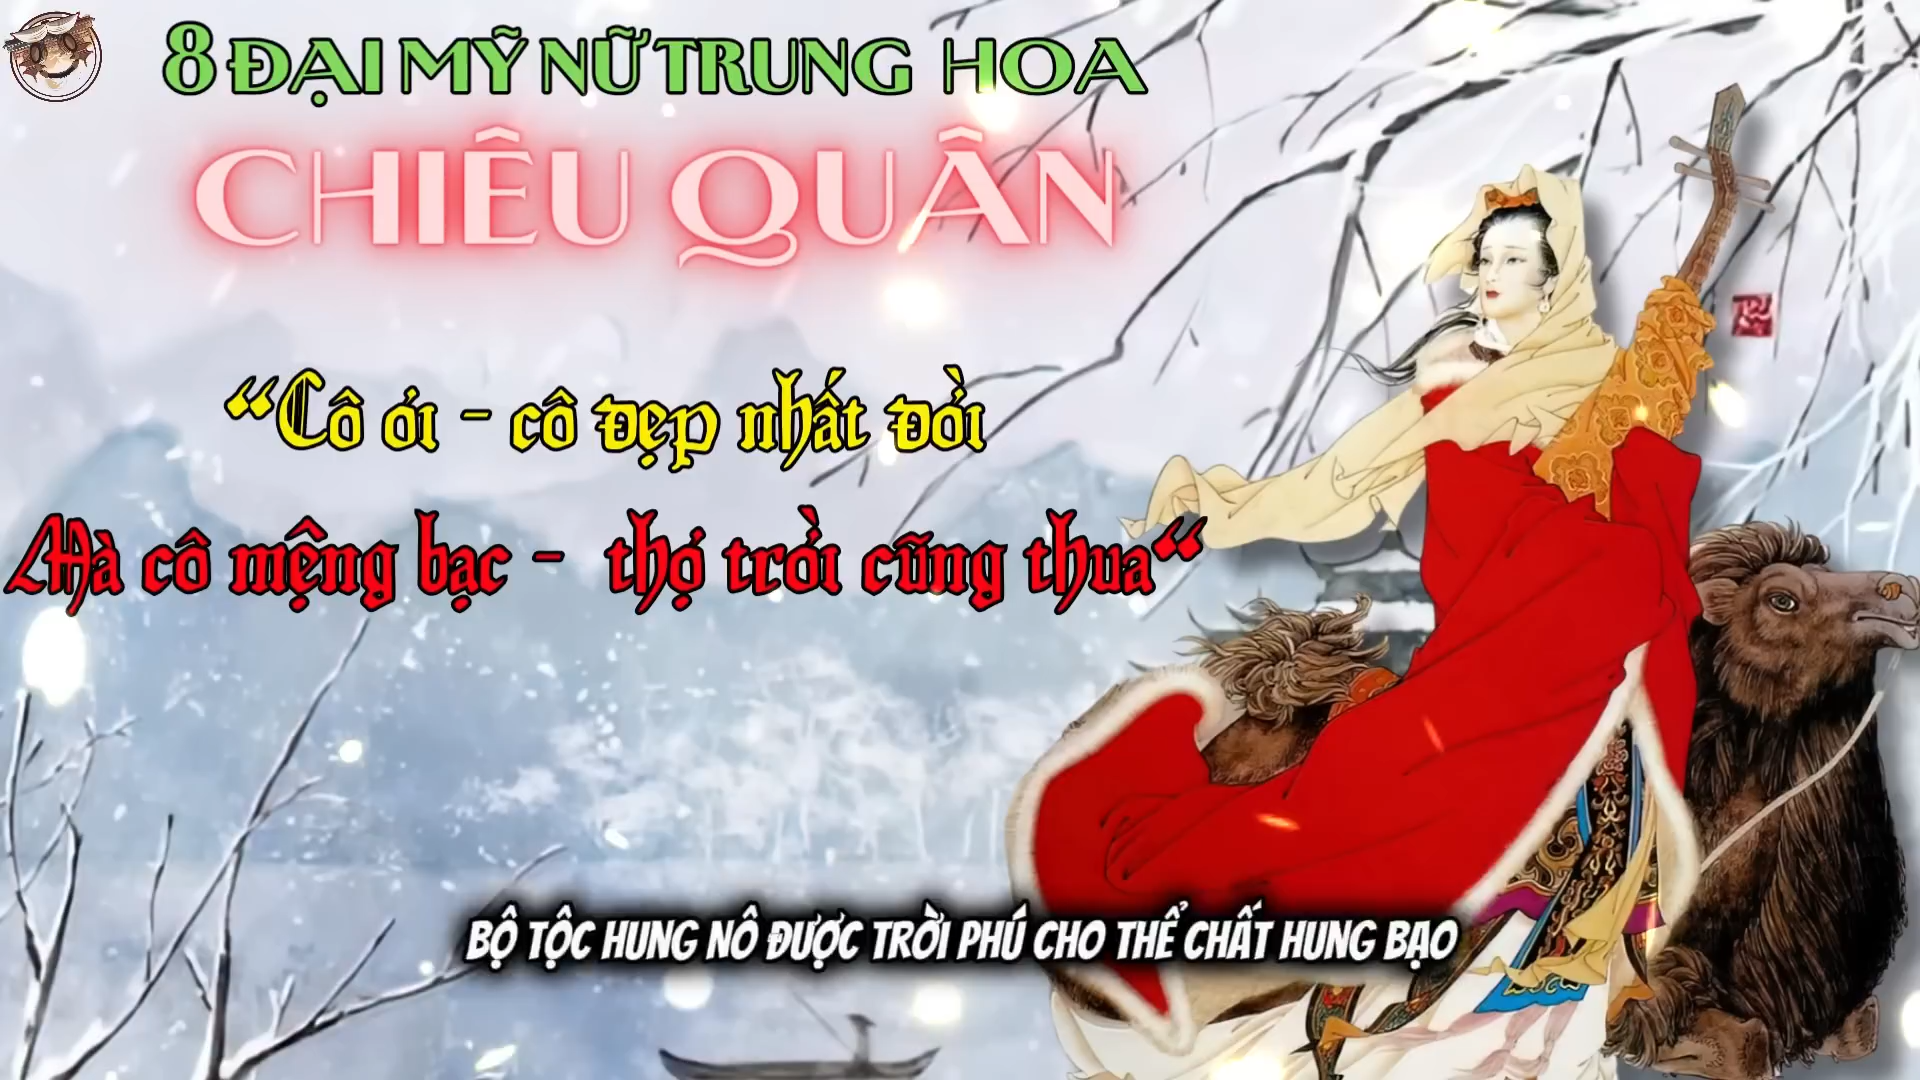 8 ĐẠI MỸ NỮ TRUNG HOA
CHIÊU QUÂN
“Cô ơi - cô đẹp nhất đời
Mà cô mệng bạc - thợ trời cũng thua“
BỘ TỘC HUNG NÔ ĐƯỢC TRỜI PHÚ CHO THỂ CHẤT HUNG BẠO